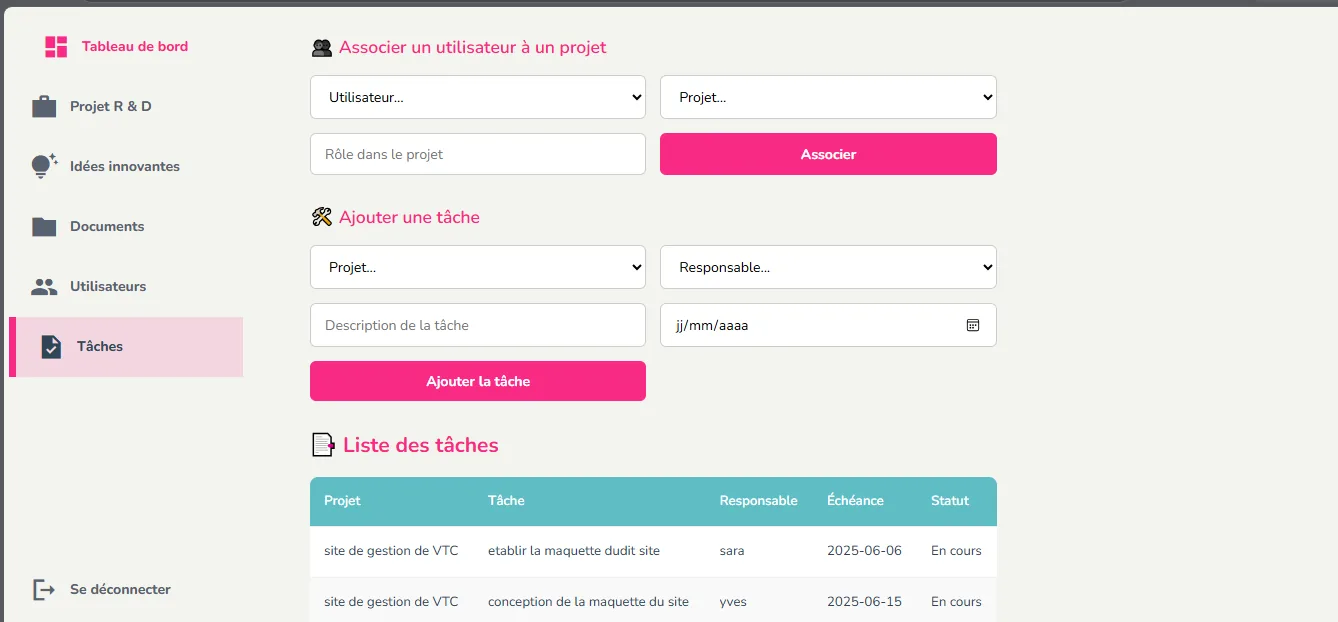 Tableau de bord
Projet R & D
Idées innovantes
Documents
Utilisateurs
Tâches
Se déconnecter
Associer un utilisateur à un projet
Utilisateur...
Projet...
Rôle dans le projet
Associer
Ajouter une tâche
Projet...
Responsable...
Description de la tâche
jj/mm/aaaa
Ajouter la tâche
Liste des tâches
Projet Tâche Responsable Échéance Statut
site de gestion de VTC etablir la maquette dudit site sara 2025-06-06 En cours
site de gestion de VTC conception de la maquette du site yves 2025-06-15 En cours